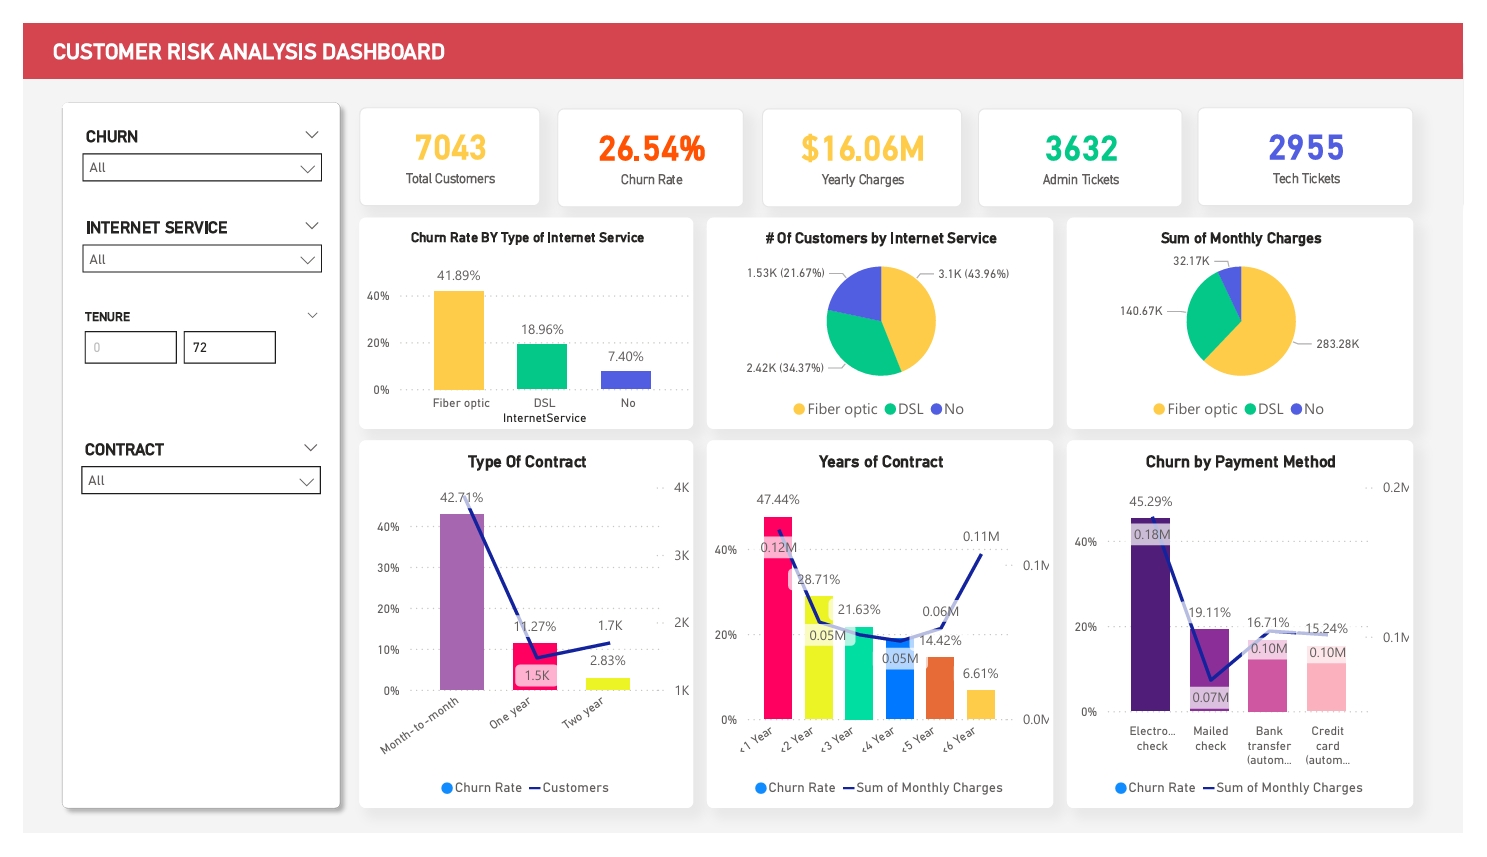 CUSTOMER RISK ANALYSIS DASHBOARD
CHURN
All
INTERNET SERVICE
All
TENURE
0
72
CONTRACT
All
7043
Total Customers
26.54%
Churn Rate
$16.06M
Yearly Charges
3632
Admin Tickets
2955
Tech Tickets
Churn Rate BY Type of Internet Service
41.89%
18.96%
7.40%
40%
20%
0%
Fiber optic
DSL
No
InternetService
# Of Customers by Internet Service
1.53K (21.67%)
3.1K (43.96%)
2.42K (34.37%)
Fiber optic DSL No
Sum of Monthly Charges
32.17K
140.67K
283.28K
Fiber optic DSL No
Type Of Contract
42.71%
11.27%
2.83%
1.7K
1.5K
40%
30%
20%
10%
0%
4K
3K
2K
1K
Month-to-month
One year
Two year
Churn Rate Customers
Years of Contract
47.44%
28.71%
21.63%
14.42%
6.61%
0.12M
0.05M
0.05M
0.06M
0.11M
40%
20%
0%
0.1M
0.0M
<1 Year
<2 Year
<3 Year
<4 Year
<5 Year
<6 Year
Churn Rate Sum of Monthly Charges
Churn by Payment Method
45.29%
19.11%
16.71%
15.24%
0.18M
0.07M
0.10M
0.10M
40%
20%
0%
0.2M
0.1M
Electro...
check
Mailed
check
Bank
transfer
(autom...
Credit
card
(autom...
Churn Rate Sum of Monthly Charges